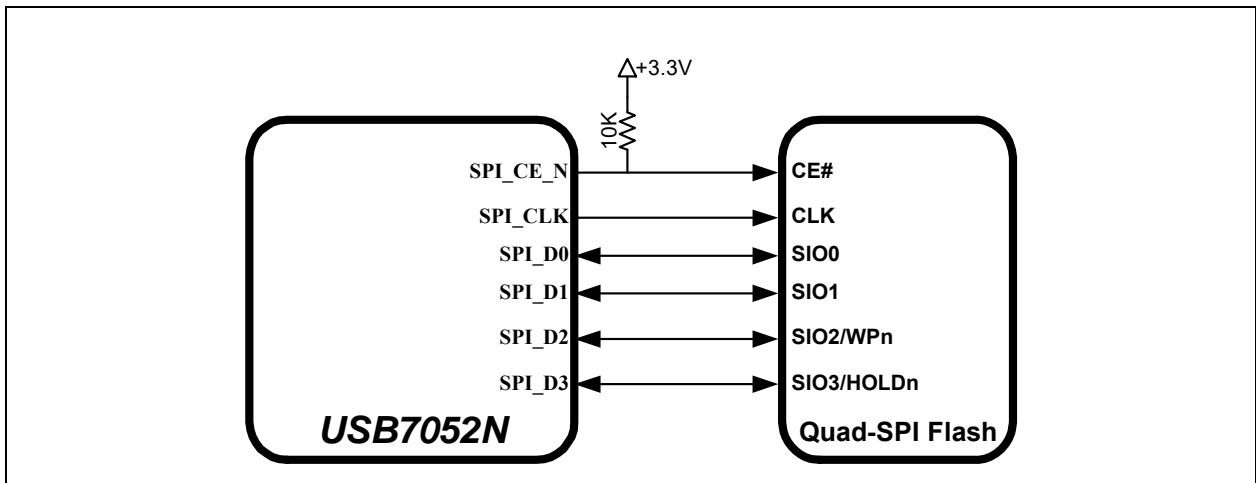 +3.3V
10K
SPI_CE_N CE#
SPI_CLK CLK
SPI_D0 SIO0
SPI_D1 SIO1
SPI_D2 SIO2/WPn
SPI_D3 SIO3/HOLDn
USB7052N Quad-SPI Flash